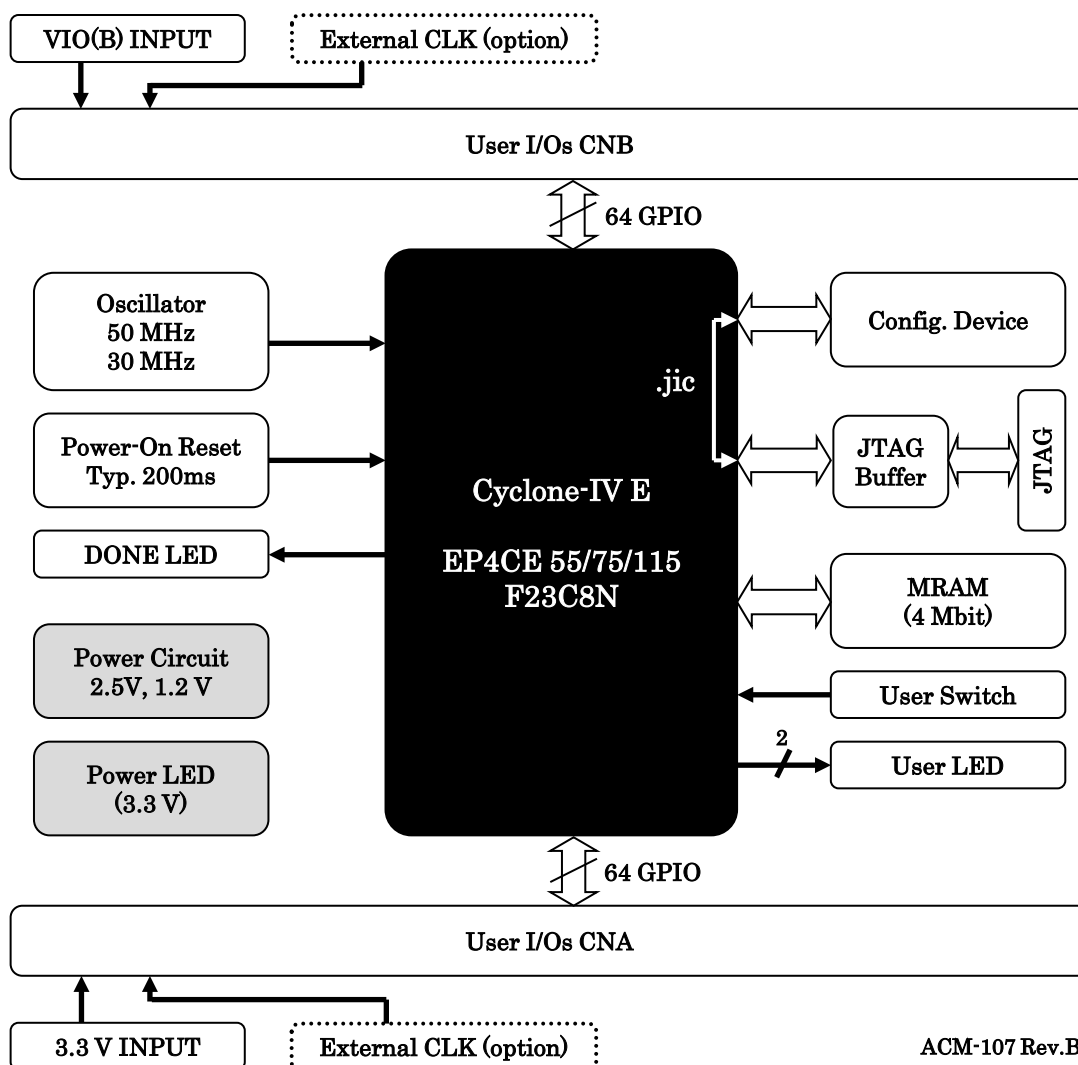 VIO(B) INPUT
External CLK (option)
User I/Os CNB
64 GPIO
Oscillator
50 MHz
30 MHz
Config. Device
.jic
Power-On Reset
Typ. 200ms
JTAG
Buffer
JTAG
Cyclone-IV E
DONE LED
EP4CE 55/75/115
F23C8N
MRAM
(4 Mbit)
Power Circuit
2.5V, 1.2 V
User Switch
2
Power LED
(3.3 V)
User LED
64 GPIO
User I/Os CNA
3.3 V INPUT
External CLK (option)
ACM-107 Rev.B